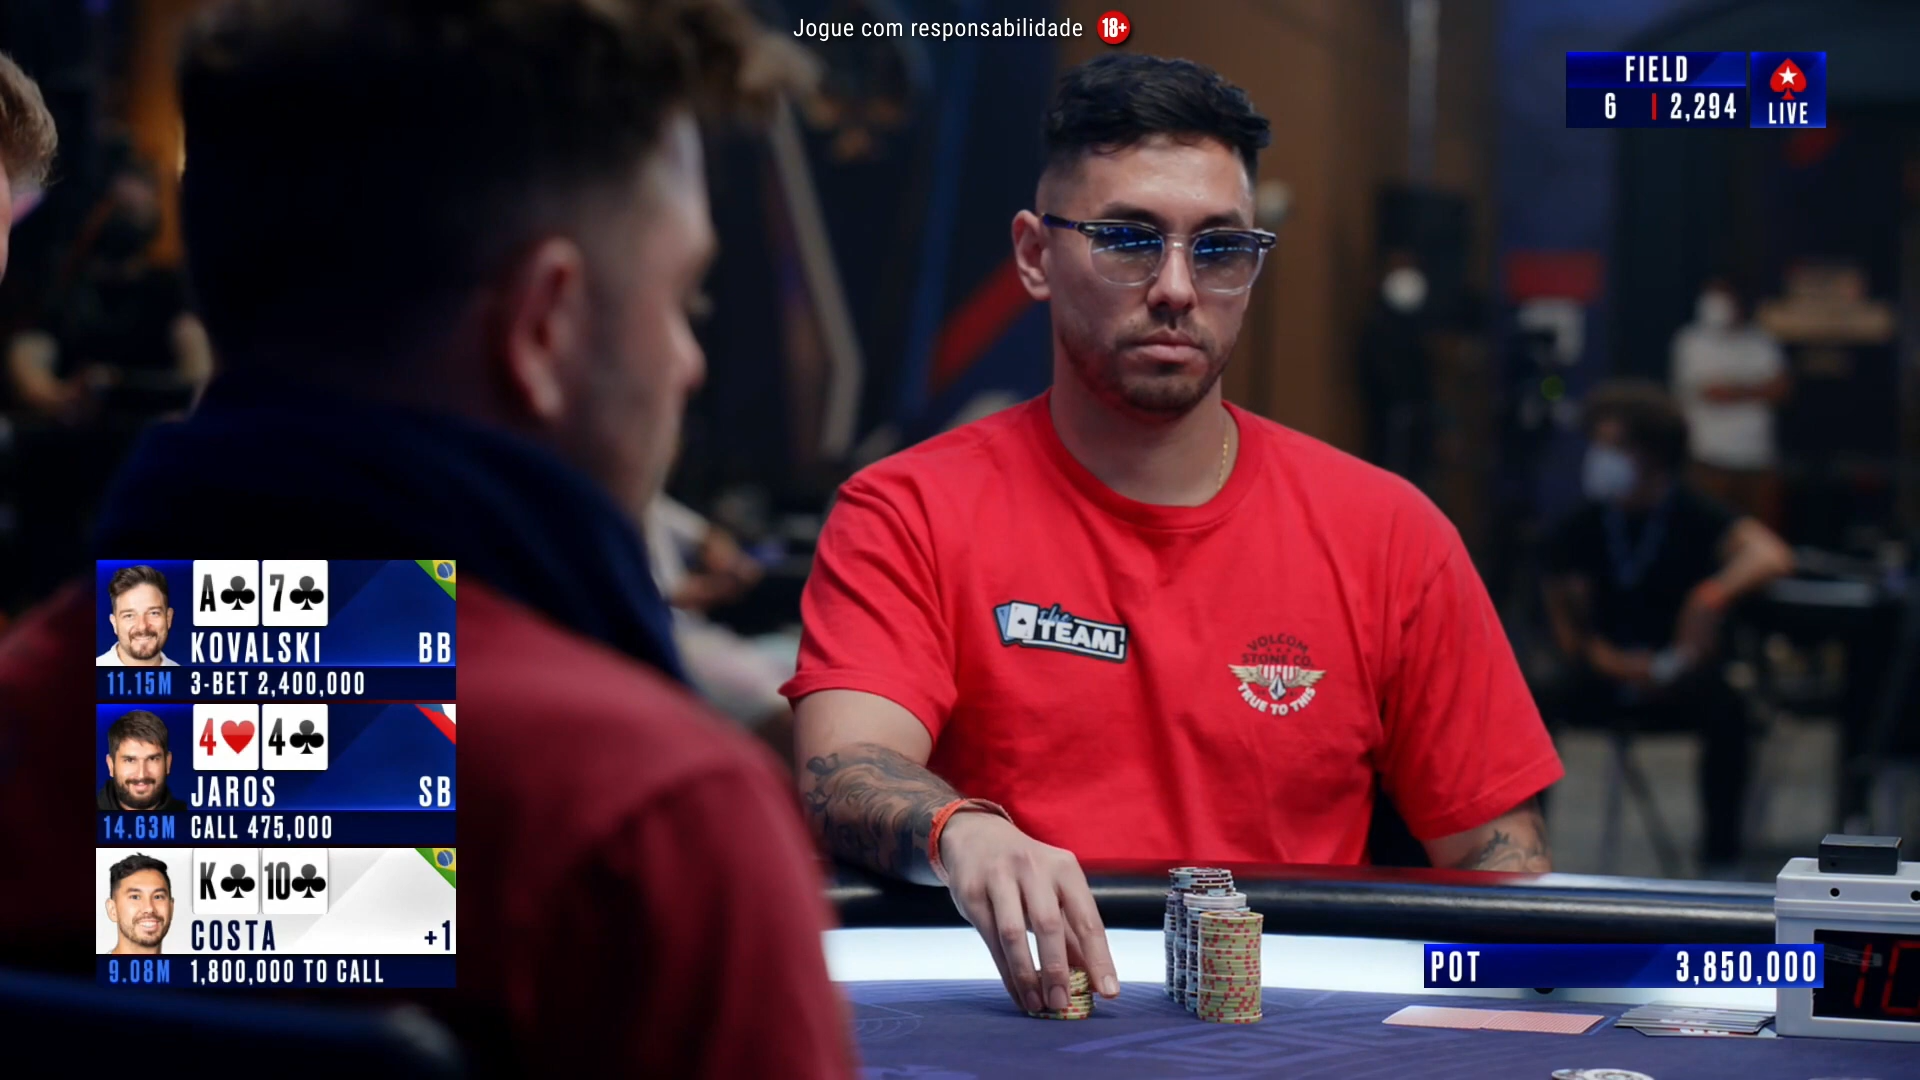 Jogue com responsabilidade 18+
FIELD
6 | 2,294
LIVE
A♣ 7♣
KOVALSKI BB
11.15M 3-BET 2,400,000
4♥ 4♣
JAROS SB
14.63M CALL 475,000
K♣ 10♣
COSTA +1
9.08M 1,800,000 TO CALL
the
TEAM
VOLCOM
STONE CO.
TRUE TO THIS
POT 3,850,000
10